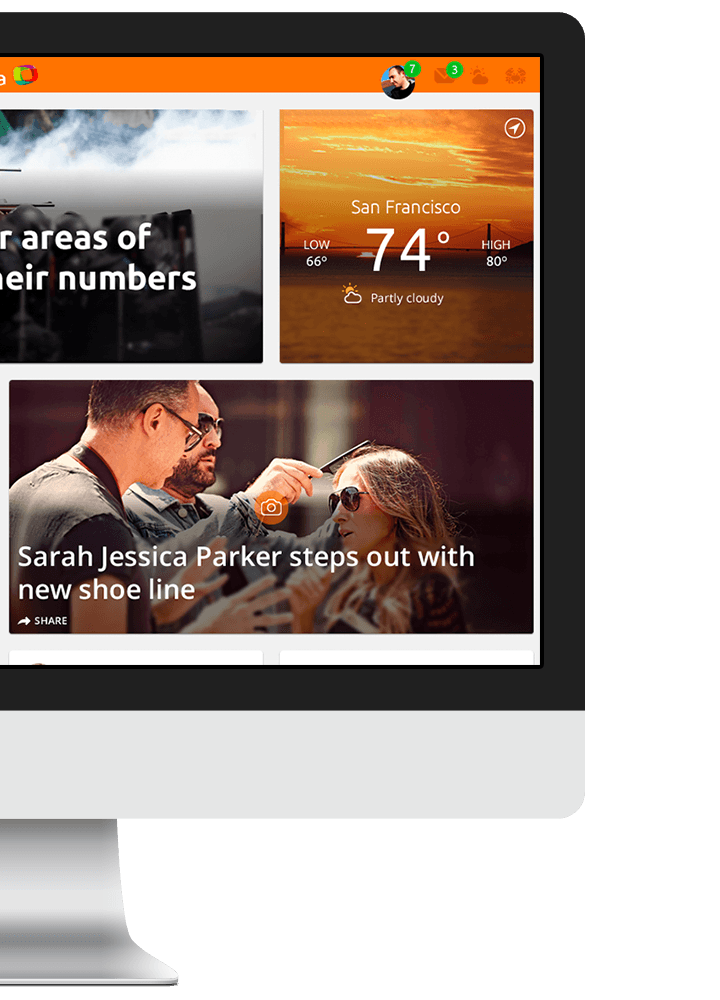 a
7
3
r areas of
heir numbers
San Francisco
LOW
66°
74°
HIGH
80°
Partly cloudy
Sarah Jessica Parker steps out with
new shoe line
SHARE